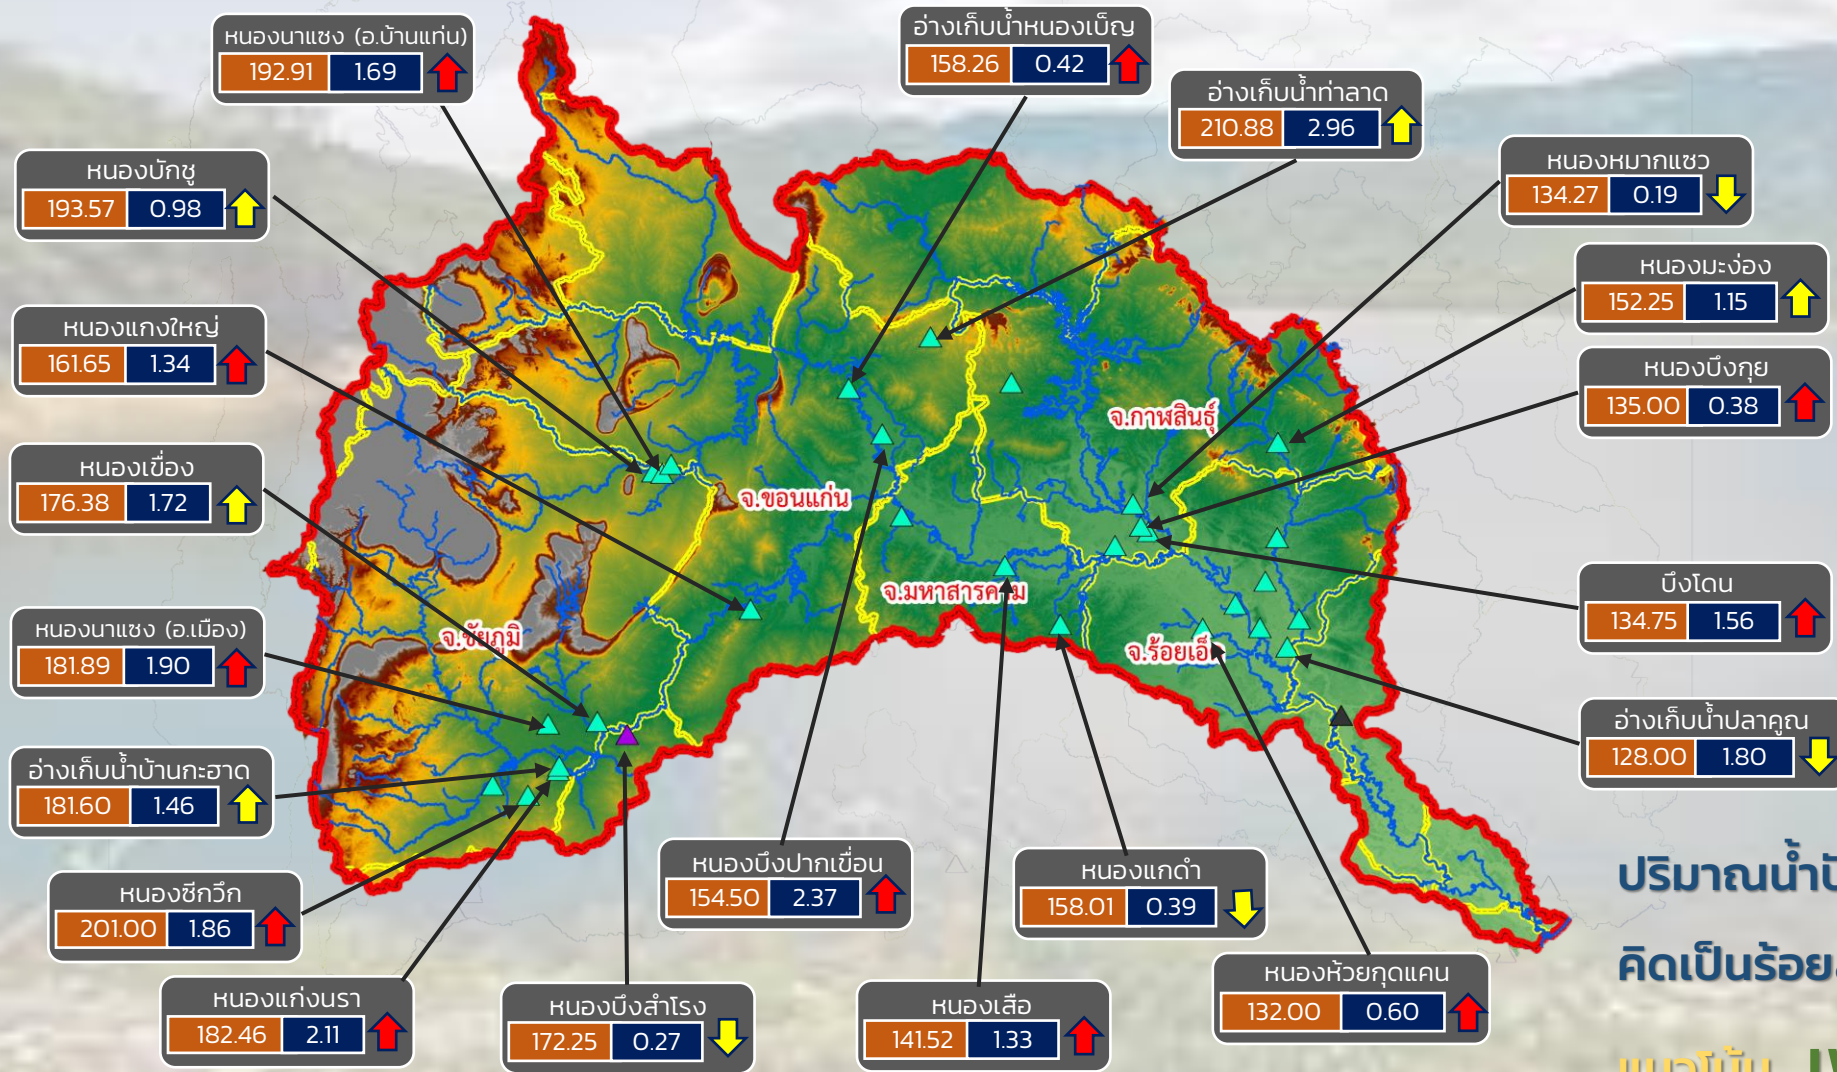 หนองนาแซง (อ.บ้านแท่น)
192.91 1.69
อ่างเก็บน้ำหนองเบ็ญ
158.26 0.42
อ่างเก็บน้ำท่าลาด
210.88 2.96
หนองบักซู
193.57 0.98
หนองหมากแซว
134.27 0.19
หนองมะง่อง
152.25 1.15
หนองแกงใหญ่
161.65 1.34
หนองบึงกุย
135.00 0.38
จ.กาฬสินธุ์
หนองเขื่อง
176.38 1.72
จ.ขอนแก่น
จ.มหาสารคาม
บึงโดน
134.75 1.56
หนองนาแซง (อ.เมือง)
181.89 1.90
จ.ชัยภูมิ
จ.ร้อยเอ็
อ่างเก็บน้ำปลาคูณ
128.00 1.80
อ่างเก็บน้ำบ้านกะฮาด
181.60 1.46
หนองบึงปากเขื่อน
154.50 2.37
หนองแกดำ
158.01 0.39
ปริมาณน้ำ
หนองซีกวึก
201.00 1.86
คิดเป็นร้อย
หนองห้วยกุดแคน
132.00 0.60
หนองแก่งนรา
182.46 2.11
หนองบึงสำโรง
172.25 0.27
หนองเสือ
141.52 1.33